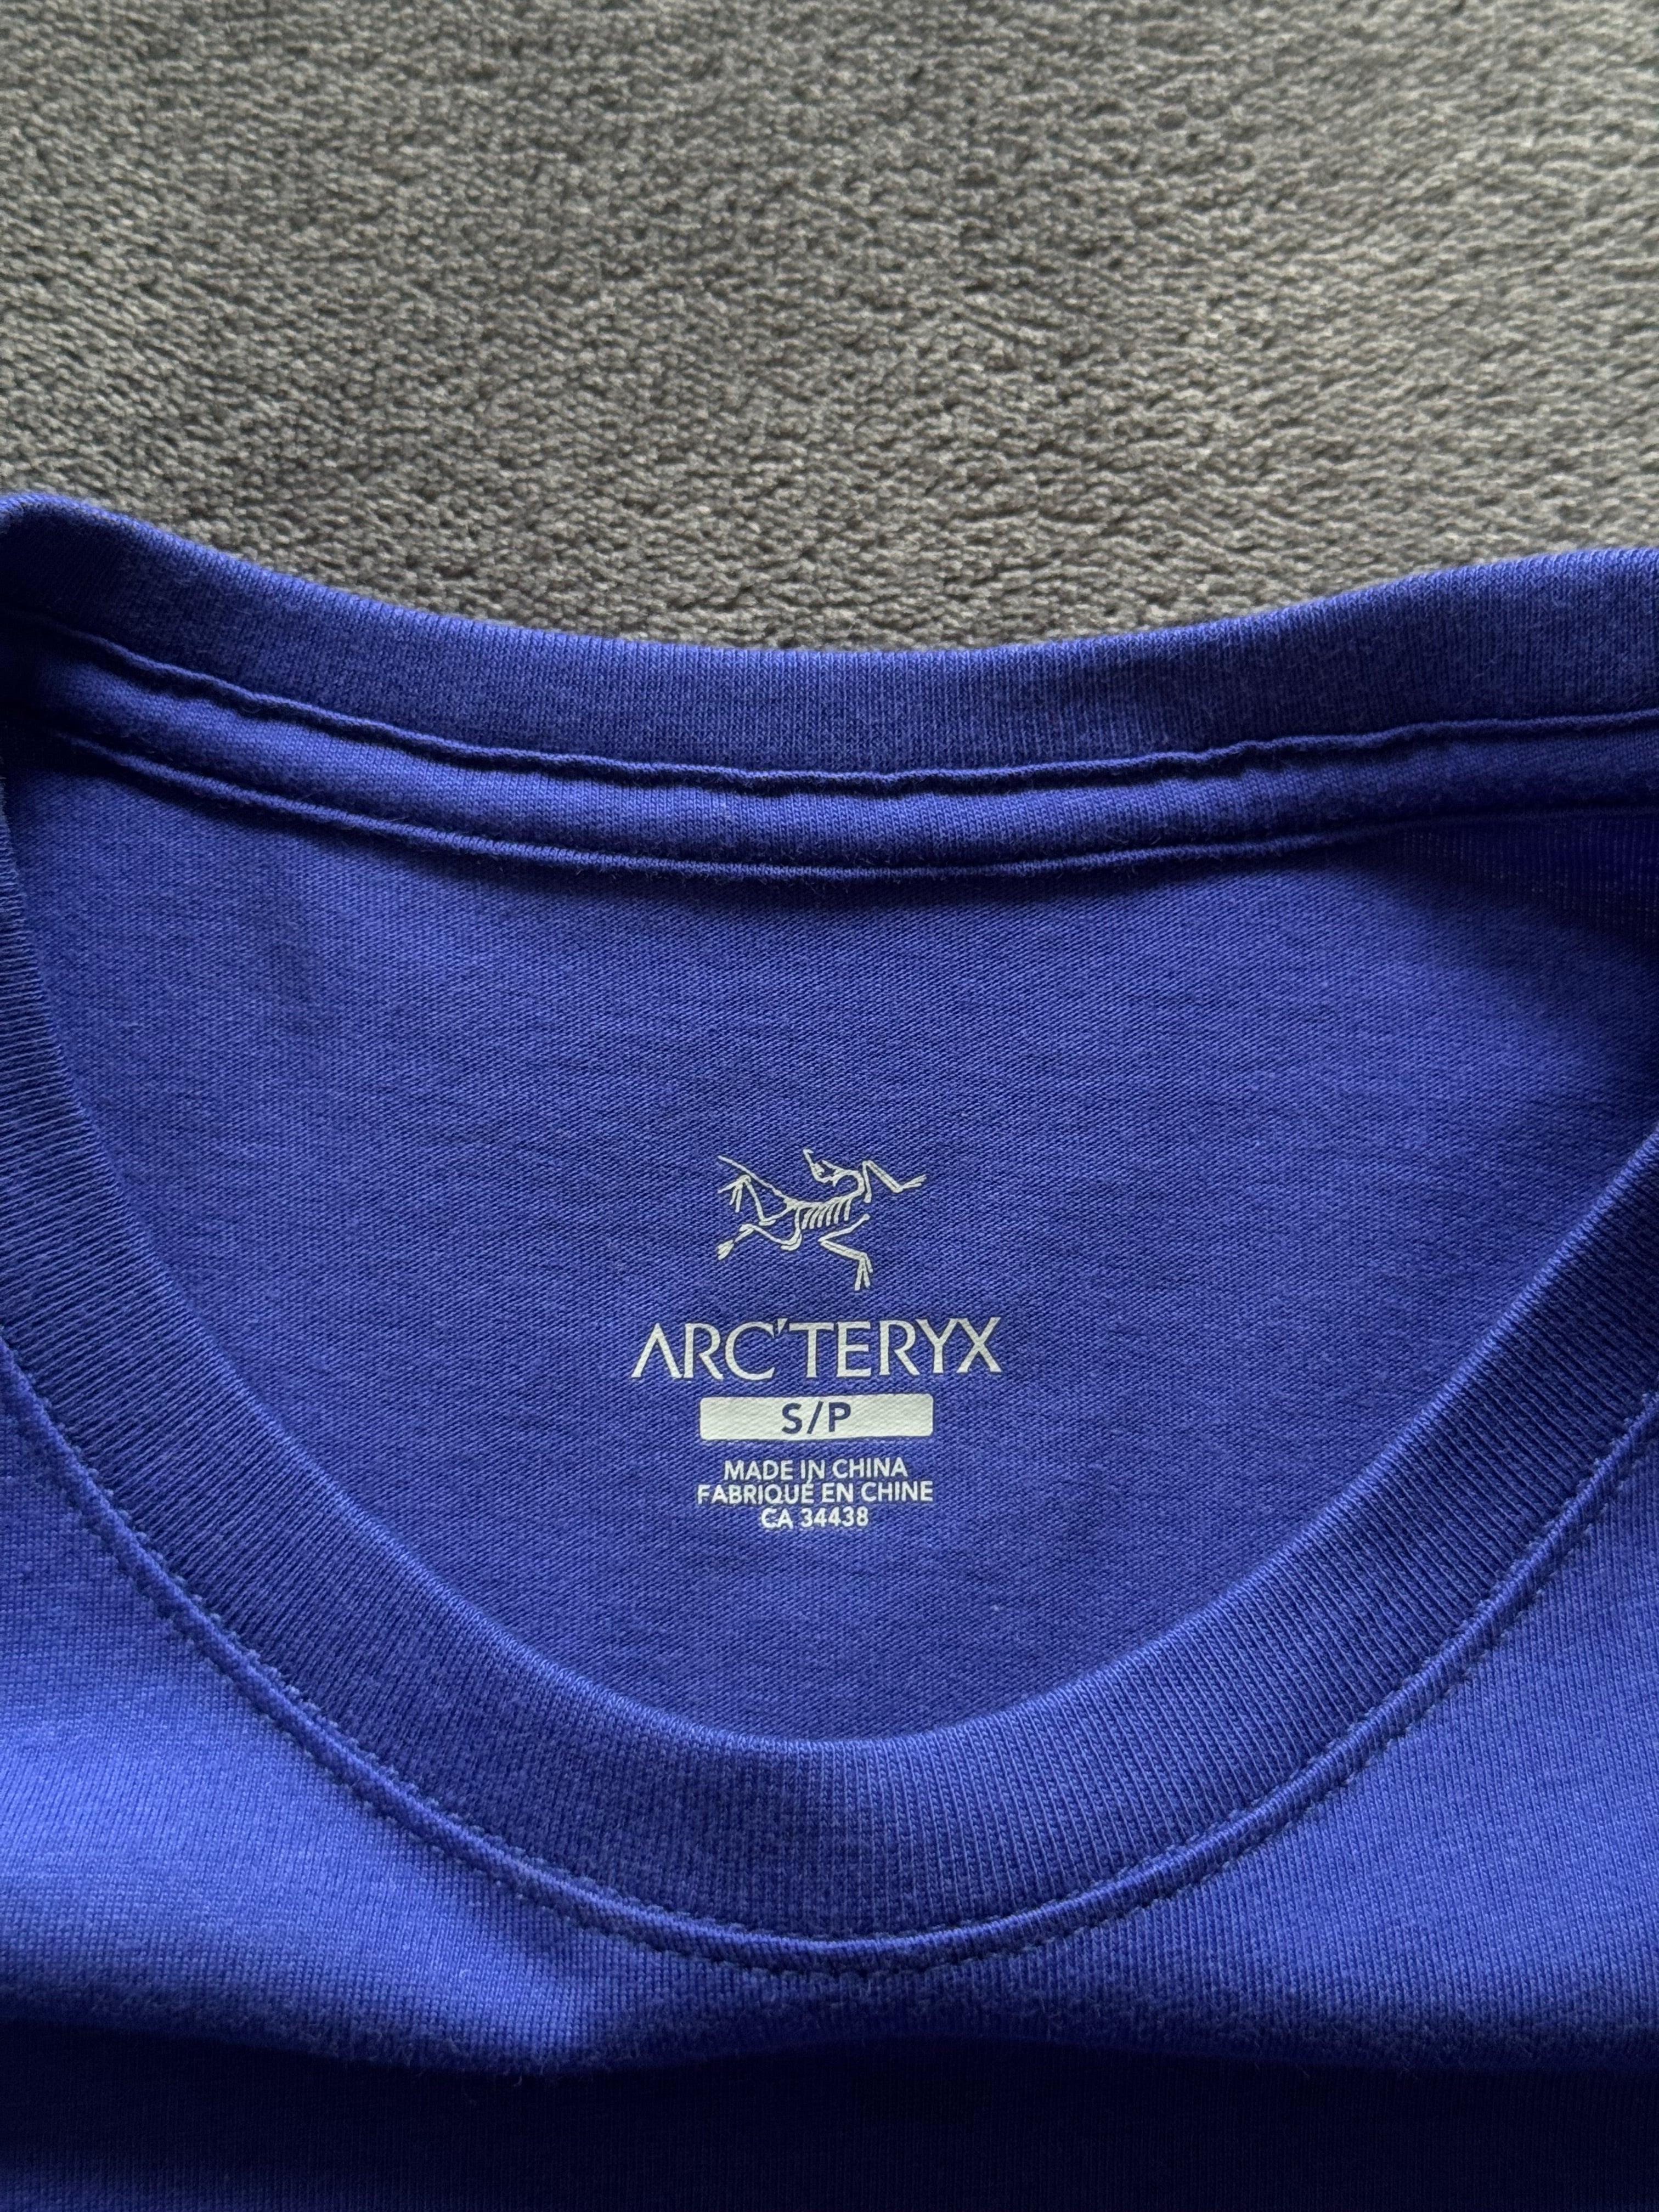 ARC'TERYX
S/P
MADE IN CHINA
FABRIQUÉ EN CHINE
CA 34438